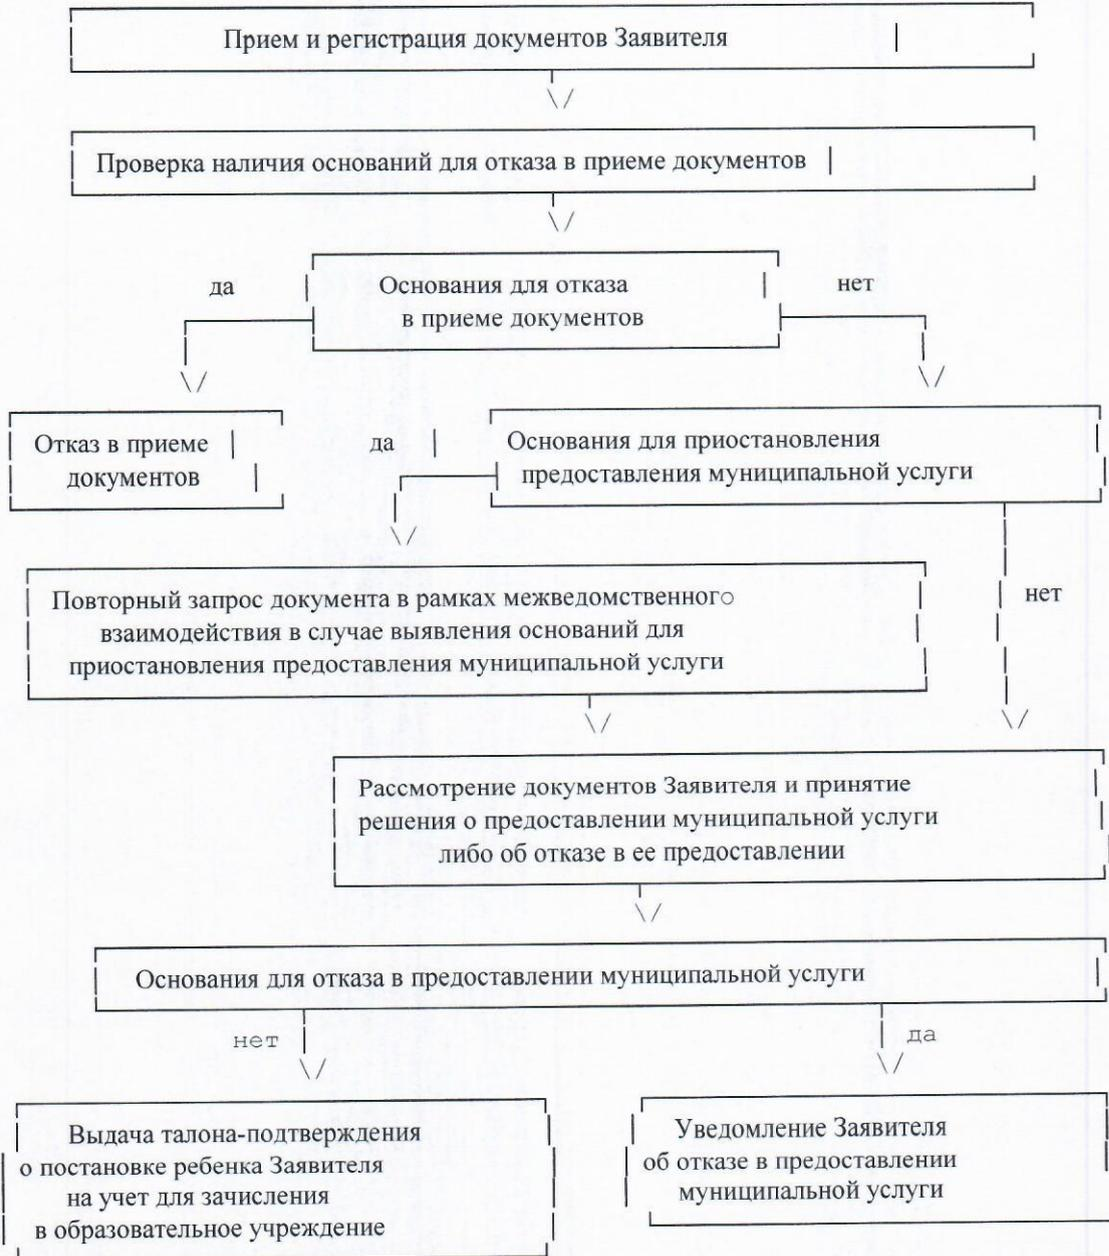 Прием и регистрация документов Заявителя
Проверка наличия оснований для отказа в приеме документов
да
Основания для отказа
в приеме документов
нет
Отказ в приеме
документов
да
Основания для приостановления
предоставления муниципальной услуги
Повторный запрос документа в рамках межведомственного
взаимодействия в случае выявления оснований для
приостановления предоставления муниципальной услуги
нет
Рассмотрение документов Заявителя и принятие
решения о предоставлении муниципальной услуги
либо об отказе в ее предоставлении
Основания для отказа в предоставлении муниципальной услуги
нет
да
Выдача талона-подтверждения
о постановке ребенка Заявителя
на учет для зачисления
в образовательное учреждение
Уведомление Заявителя
об отказе в предоставлении
муниципальной услуги